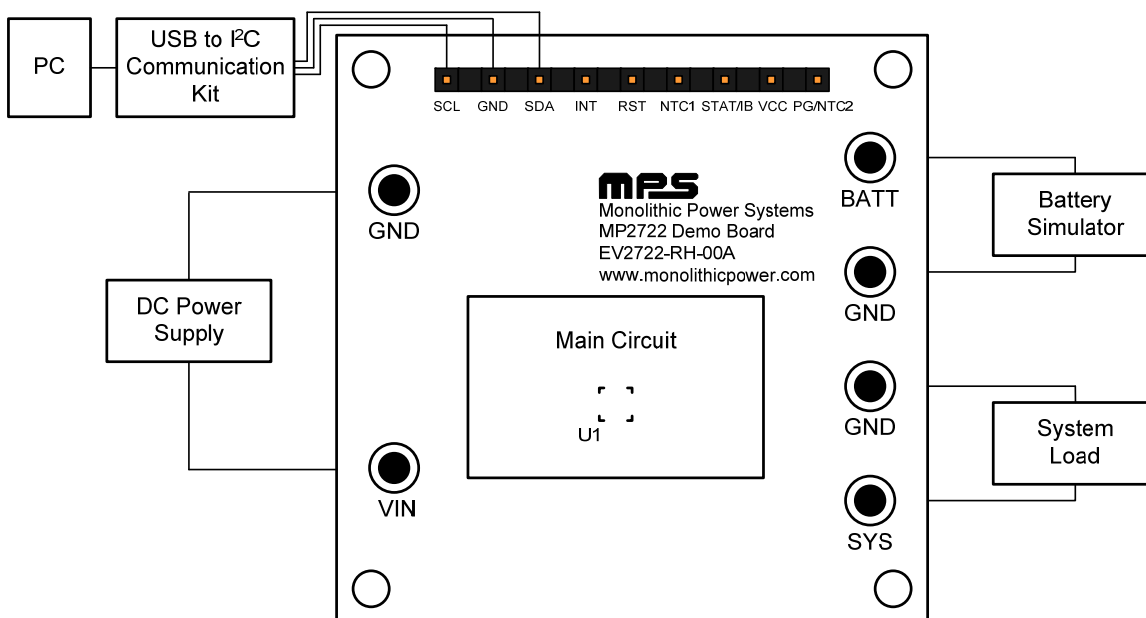 PC
USB to I²C
Communication
Kit
SCL GND SDA INT RST NTC1 STAT/IB VCC PG/NTC2
GND
VIN
DC Power
Supply
MPS
Monolithic Power Systems
MP2722 Demo Board
EV2722-RH-00A
www.monolithicpower.com
Main Circuit
U1
BATT
GND
GND
SYS
Battery
Simulator
System
Load